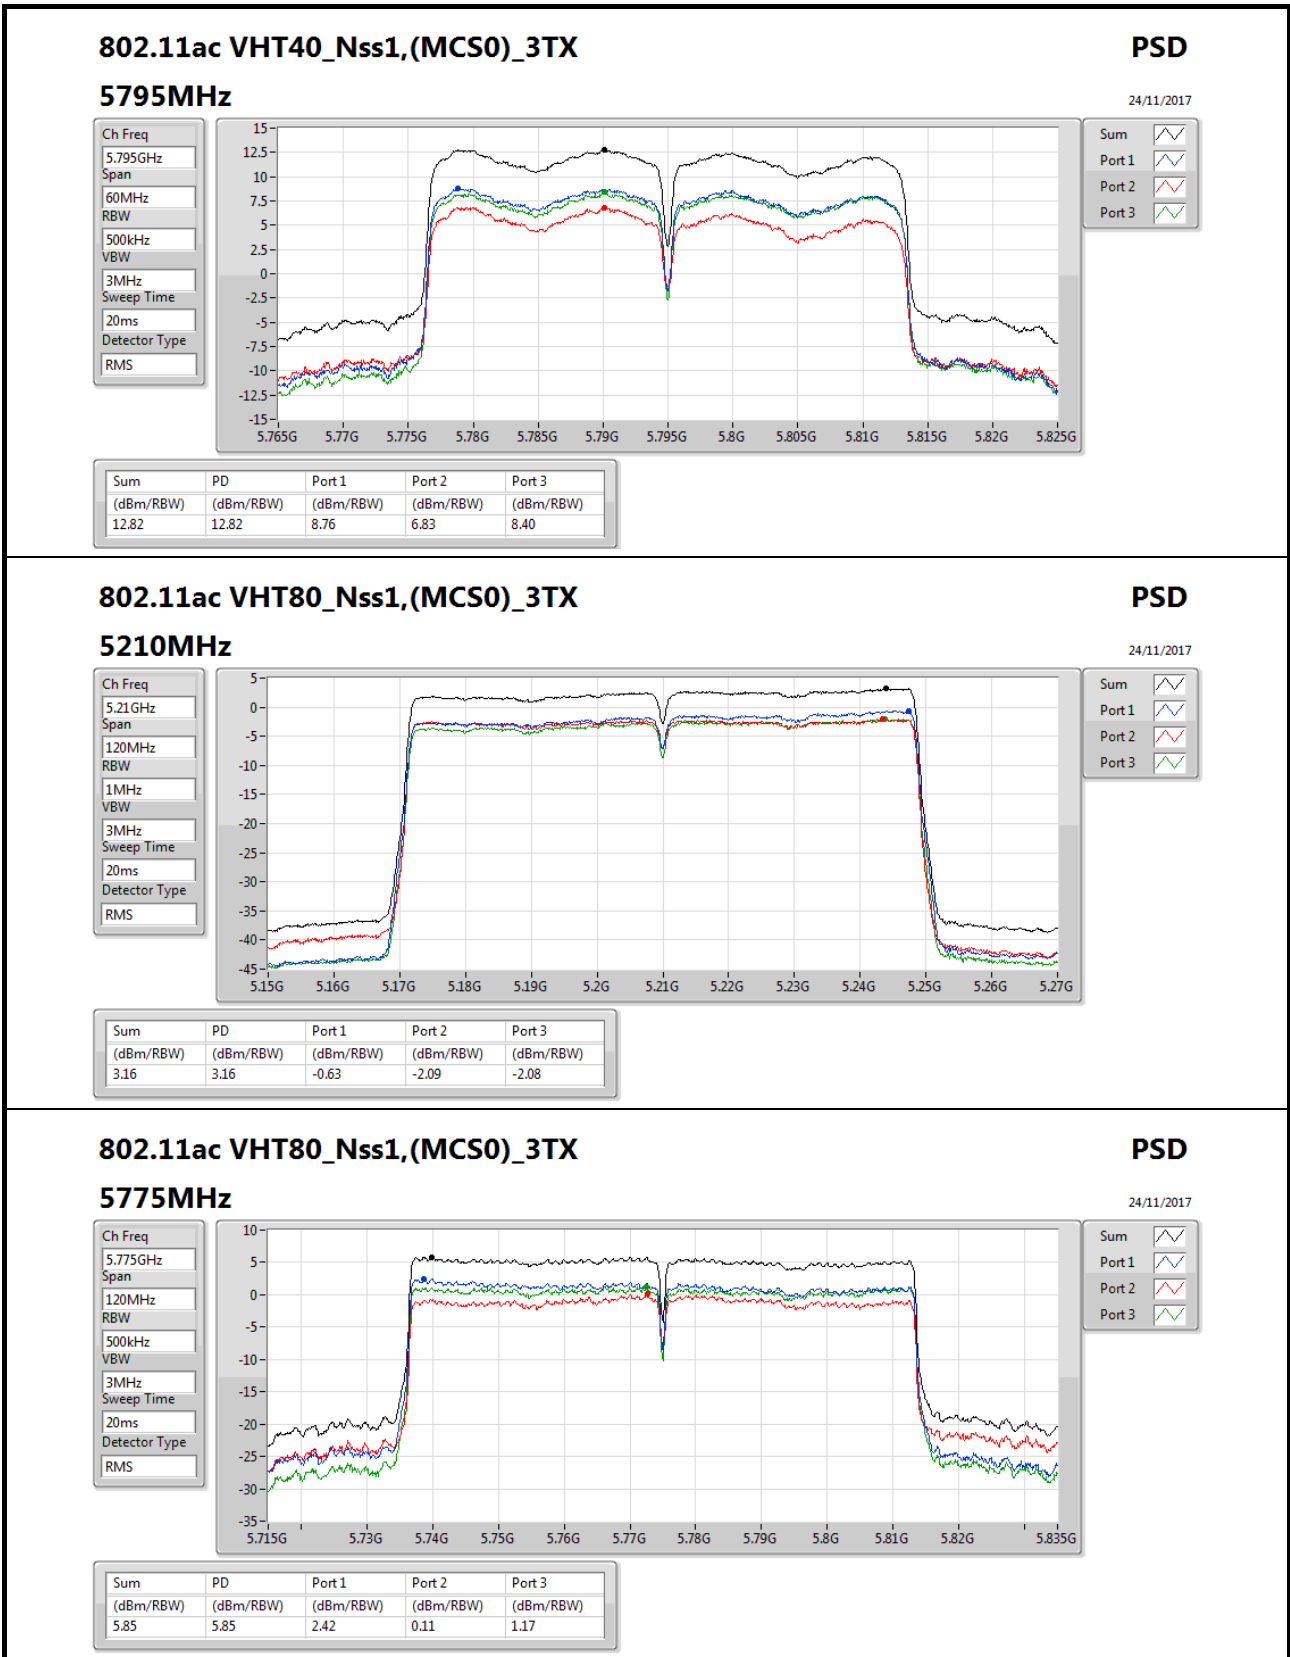 802.11ac VHT40_Nss1,(MCS0)_3TX PSD
5795MHz 24/11/2017
Ch Freq
5.795GHz
Span
60MHz
RBW
500kHz
VBW
3MHz
Sweep Time
20ms
Detector Type
RMS
15
12.5
10
7.5
5
2.5
0
-2.5
-5
-7.5
-10
-12.5
-15
5.765G 5.77G 5.775G 5.78G 5.785G 5.79G 5.795G 5.8G 5.805G 5.81G 5.815G 5.82G 5.825G
Sum
Port 1
Port 2
Port 3
Sum PD Port 1 Port 2 Port 3
(dBm/RBW) (dBm/RBW) (dBm/RBW) (dBm/RBW) (dBm/RBW)
12.82 12.82 8.76 6.83 8.40
802.11ac VHT80_Nss1,(MCS0)_3TX PSD
5210MHz 24/11/2017
Ch Freq
5.21GHz
Span
120MHz
RBW
1MHz
VBW
3MHz
Sweep Time
20ms
Detector Type
RMS
5
0
-5
-10
-15
-20
-25
-30
-35
-40
-45
5.15G 5.16G 5.17G 5.18G 5.19G 5.2G 5.21G 5.22G 5.23G 5.24G 5.25G 5.26G 5.27G
Sum
Port 1
Port 2
Port 3
Sum PD Port 1 Port 2 Port 3
(dBm/RBW) (dBm/RBW) (dBm/RBW) (dBm/RBW) (dBm/RBW)
3.16 3.16 -0.63 -2.09 -2.08
802.11ac VHT80_Nss1,(MCS0)_3TX PSD
5775MHz 24/11/2017
Ch Freq
5.775GHz
Span
120MHz
RBW
500kHz
VBW
3MHz
Sweep Time
20ms
Detector Type
RMS
10
5
0
-5
-10
-15
-20
-25
-30
-35
5.715G 5.73G 5.74G 5.75G 5.76G 5.77G 5.78G 5.79G 5.8G 5.81G 5.82G 5.835G
Sum
Port 1
Port 2
Port 3
Sum PD Port 1 Port 2 Port 3
(dBm/RBW) (dBm/RBW) (dBm/RBW) (dBm/RBW) (dBm/RBW)
5.85 5.85 2.42 0.11 1.17